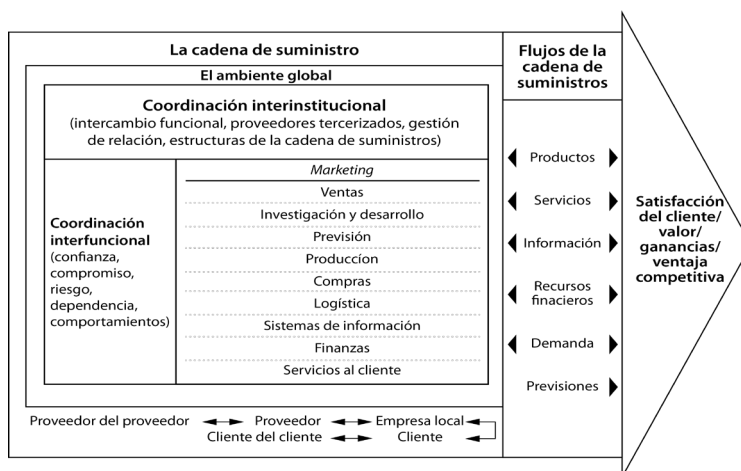 La cadena de suministro
El ambiente global
Coordinación interinstitucional
(intercambio funcional, proveedores tercerizados, gestión
de relación, estructuras de la cadena de suministros)
Coordinación
interfuncional
(confianza,
compromiso,
riesgo,
dependencia,
comportamientos)
Marketing
Ventas
Investigación y desarrollo
Previsión
Produccíon
Compras
Logística
Sistemas de información
Finanzas
Servicios al cliente
Proveedor del proveedor Proveedor Empresa local
Cliente del cliente Cliente
Flujos de la
cadena de
suministros
Productos
Servicios
Información
Recursos
finacieros
Demanda
Previsiones
Satisfacción
del cliente/
valor/
ganancias/
ventaja
competitiva